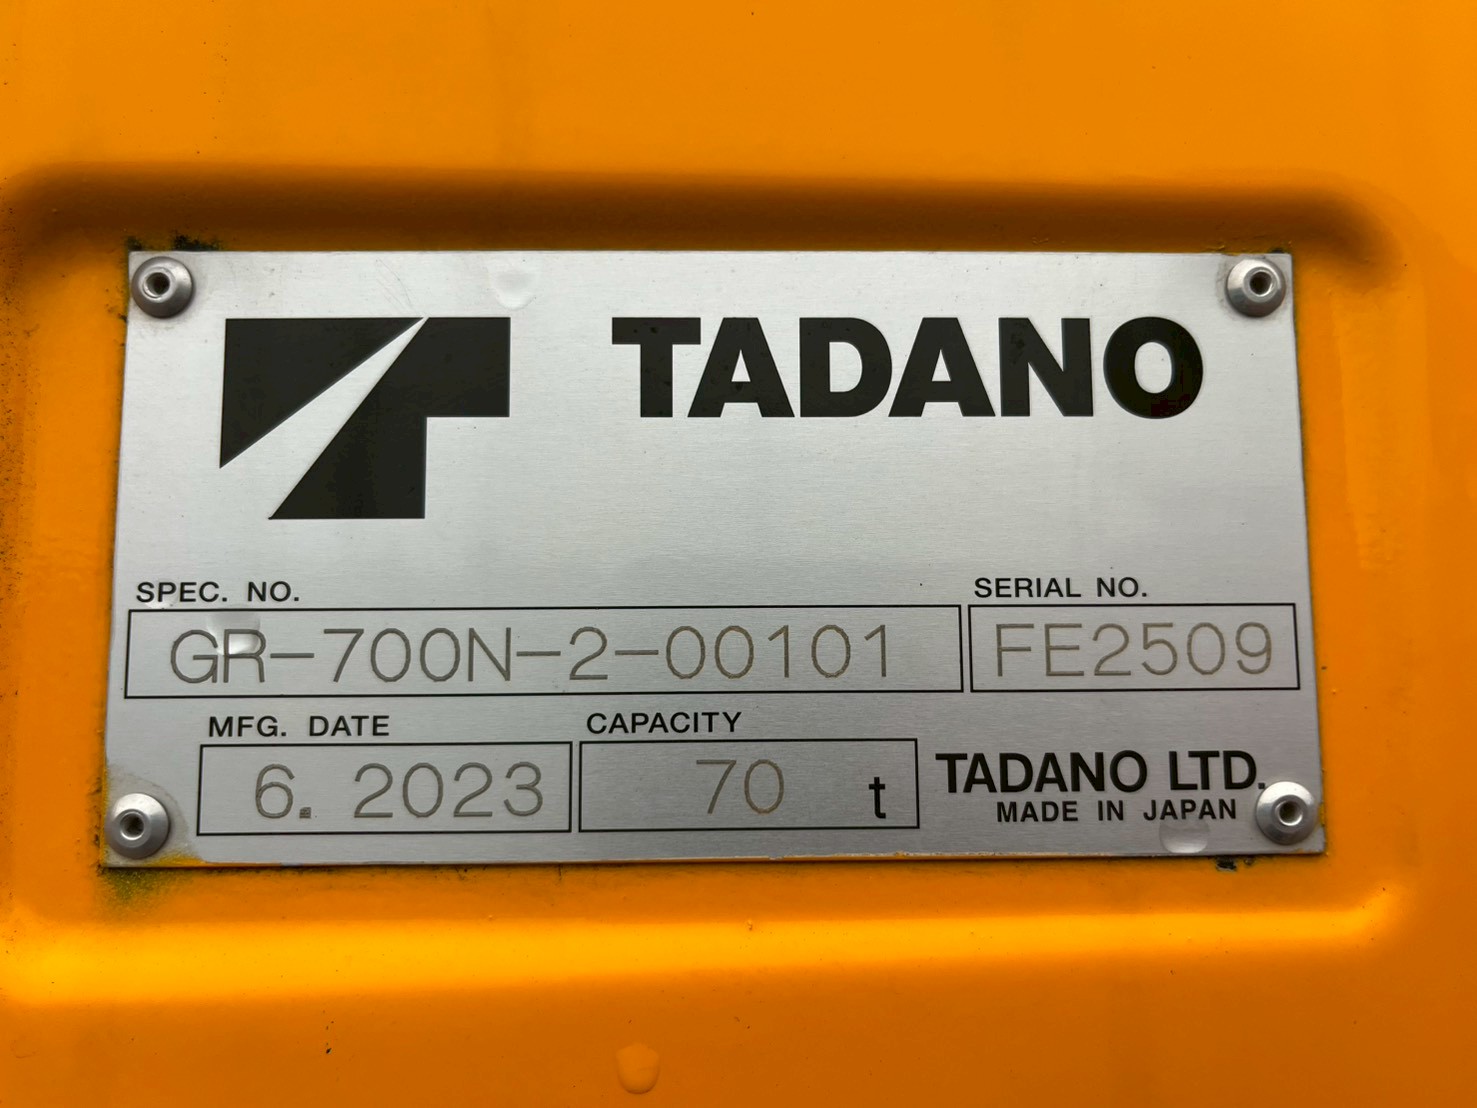 TADANO
SPEC. NO.
GR-700N-2-00101
SERIAL NO.
FE2509
MFG. DATE
6. 2023
CAPACITY
70 t
TADANO LTD.
MADE IN JAPAN